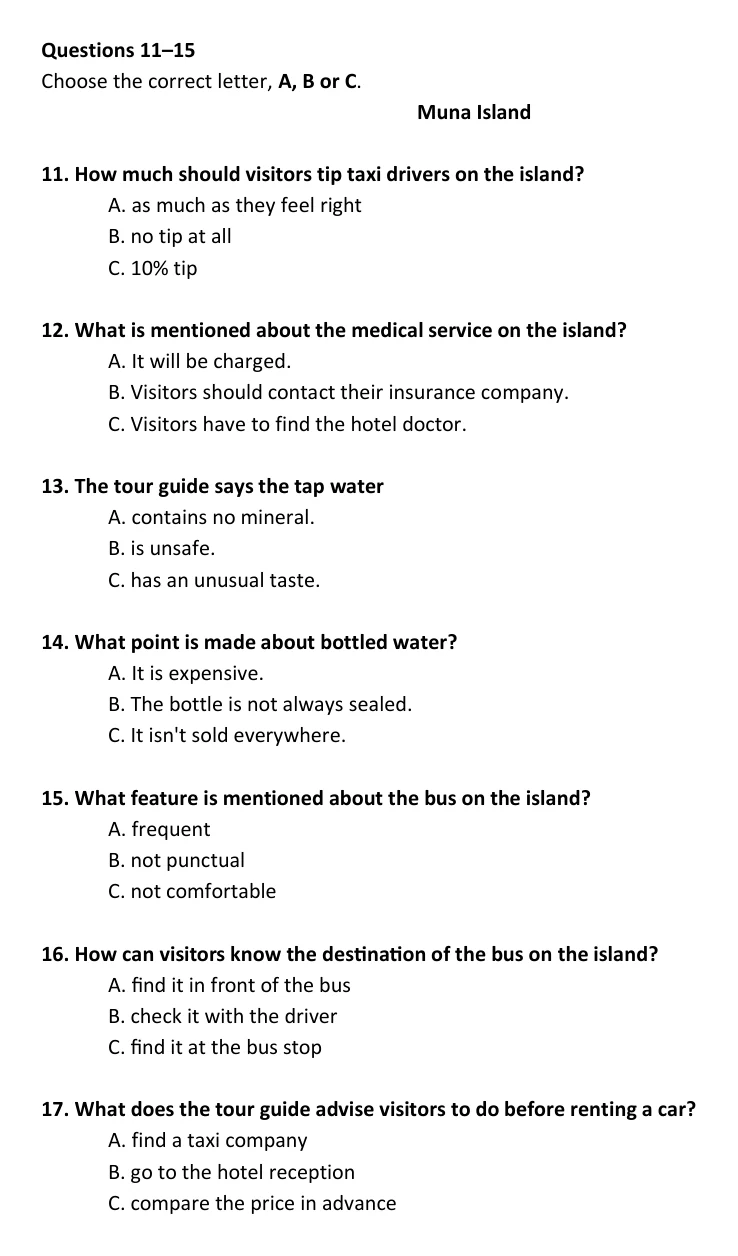 Questions 11–15
Choose the correct letter, A, B or C.
Muna Island
11. How much should visitors tip taxi drivers on the island?
A. as much as they feel right
B. no tip at all
C. 10% tip
12. What is mentioned about the medical service on the island?
A. It will be charged.
B. Visitors should contact their insurance company.
C. Visitors have to find the hotel doctor.
13. The tour guide says the tap water
A. contains no mineral.
B. is unsafe.
C. has an unusual taste.
14. What point is made about bottled water?
A. It is expensive.
B. The bottle is not always sealed.
C. It isn't sold everywhere.
15. What feature is mentioned about the bus on the island?
A. frequent
B. not punctual
C. not comfortable
16. How can visitors know the destination of the bus on the island?
A. find it in front of the bus
B. check it with the driver
C. find it at the bus stop
17. What does the tour guide advise visitors to do before renting a car?
A. find a taxi company
B. go to the hotel reception
C. compare the price in advance